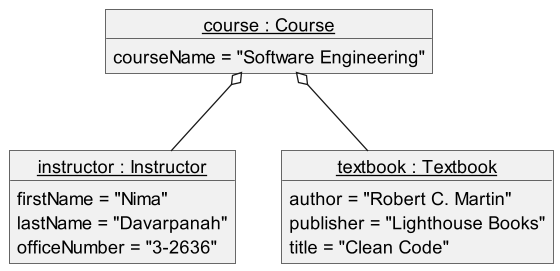 course : Course
courseName = "Software Engineering"
instructor : Instructor
firstName = "Nima"
lastName = "Davarpanah"
officeNumber = "3-2636"
textbook : Textbook
author = "Robert C. Martin"
publisher = "Lighthouse Books"
title = "Clean Code"